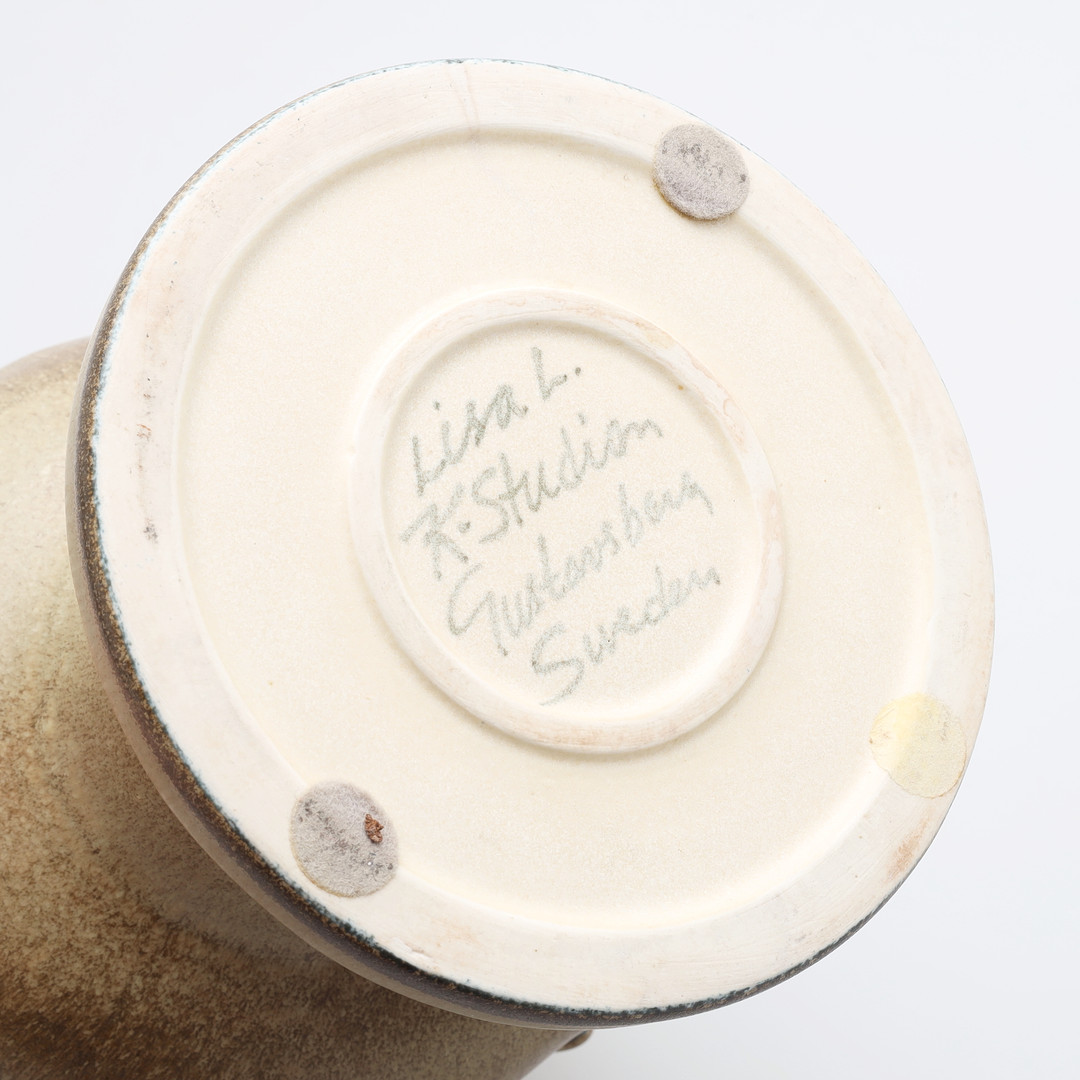 Lisa L.
K-Studion
Gustavsberg
Sweden